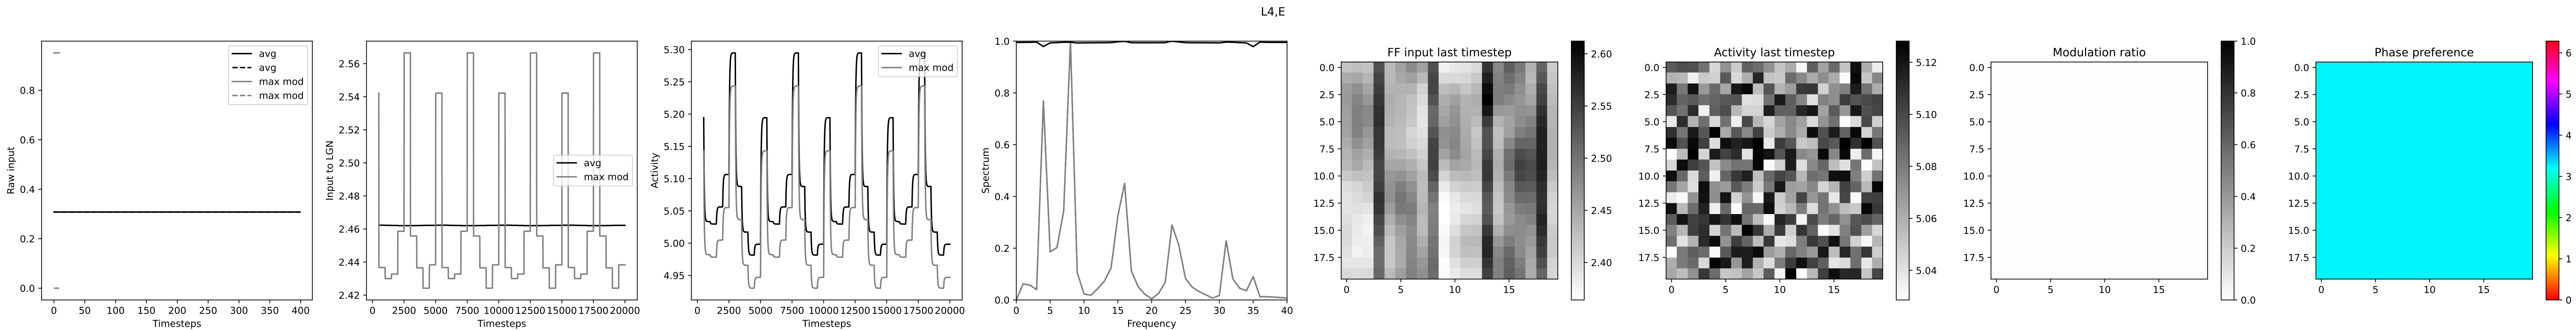 L4,E
Raw input
0.0
0.2
0.4
0.6
0.8
0 50 100 150 200 250 300 350 400
Timesteps
avg
avg
max mod
max mod
Input to LGN
2.42
2.44
2.46
2.48
2.50
2.52
2.54
2.56
0 2500 5000 7500 10000 12500 15000 17500 20000
Timesteps
avg
max mod
Activity
4.95
5.00
5.05
5.10
5.15
5.20
5.25
5.30
0 2500 5000 7500 10000 12500 15000 17500 20000
Timesteps
avg
max mod
Spectrum
0.0
0.2
0.4
0.6
0.8
1.0
0 5 10 15 20 25 30 35 40
Frequency
FF input last timestep
0.0
2.5
5.0
7.5
10.0
12.5
15.0
17.5
0 5 10 15
2.60
2.55
2.50
2.45
2.40
Activity last timestep
0.0
2.5
5.0
7.5
10.0
12.5
15.0
17.5
0 5 10 15
5.12
5.10
5.08
5.06
5.04
Modulation ratio
0.0
2.5
5.0
7.5
10.0
12.5
15.0
17.5
0 5 10 15
1.0
0.8
0.6
0.4
0.2
0.0
Phase preference
0.0
2.5
5.0
7.5
10.0
12.5
15.0
17.5
0 5 10 15
6
5
4
3
2
1
0